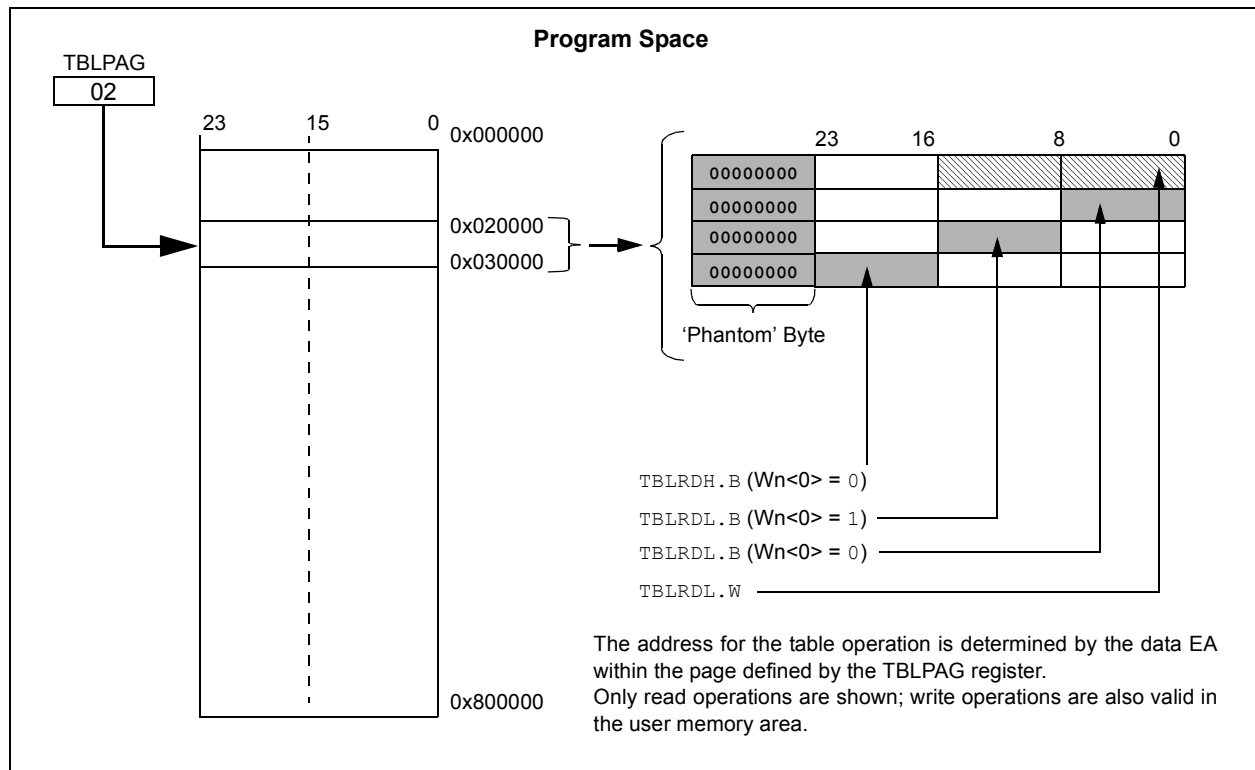 Program Space
TBLPAG
02
23 15 0
0x000000
0x020000
0x030000
0x800000
23 16 8 0
00000000
00000000
00000000
00000000
‘Phantom’ Byte
TBLRDH.B (Wn<0> = 0)
TBLRDL.B (Wn<0> = 1)
TBLRDL.B (Wn<0> = 0)
TBLRDL.W
The address for the table operation is determined by the data EA
within the page defined by the TBLPAG register.
Only read operations are shown; write operations are also valid in
the user memory area.